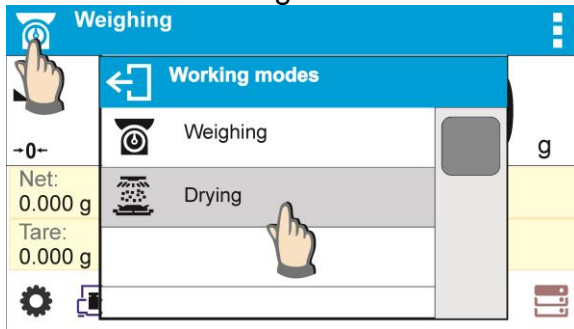 Weighing
Working modes
Weighing
→0←
g
Drying
Net:
0.000 g
Tare:
0.000 g